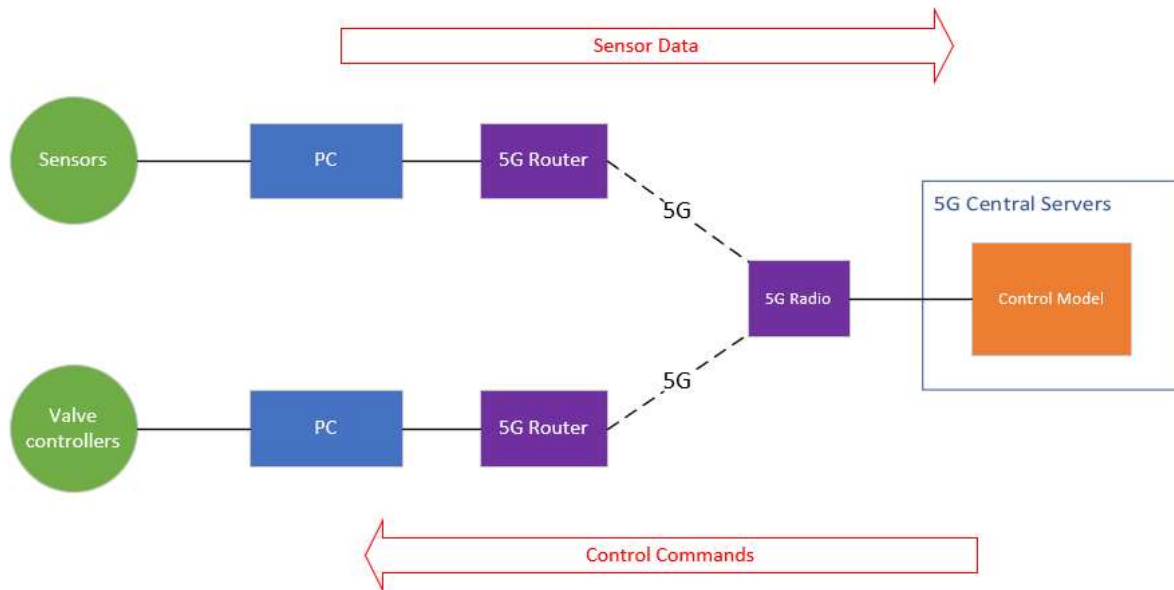 Sensor Data
Sensors
PC
5G Router
5G
5G Central Servers
5G Radio
Control Model
5G
Valve
controllers
PC
5G Router
Control Commands